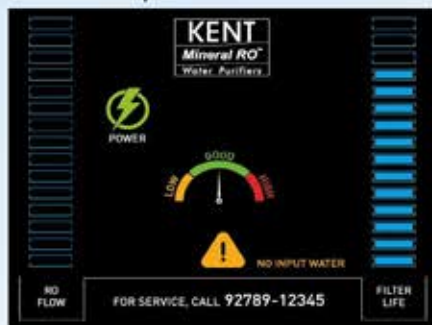 KENT
Mineral RO™
Water Purifiers
POWER
LOW
GOOD
HIGH
NO INPUT WATER
RO
FLOW
FOR SERVICE, CALL 92789-12345
FILTER
LIFE